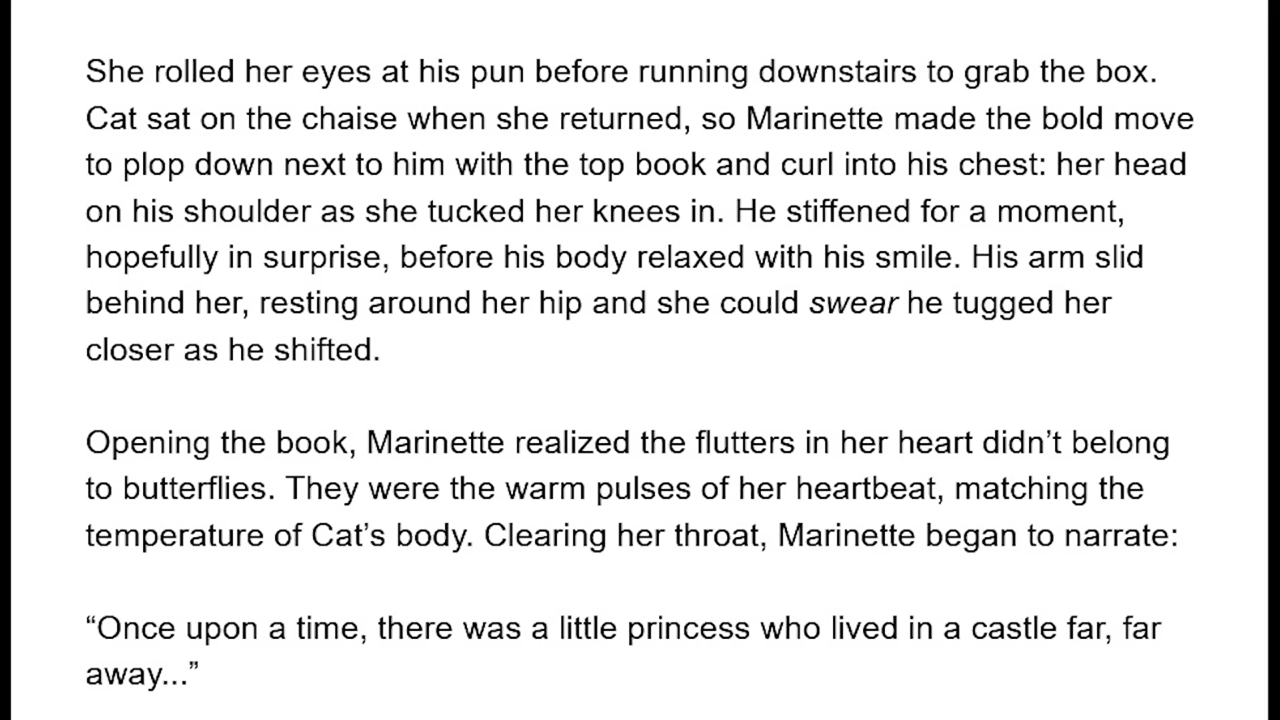 She rolled her eyes at his pun before running downstairs to grab the box.
Cat sat on the chaise when she returned, so Marinette made the bold move
to plop down next to him with the top book and curl into his chest: her head
on his shoulder as she tucked her knees in. He stiffened for a moment,
hopefully in surprise, before his body relaxed with his smile. His arm slid
behind her, resting around her hip and she could swear he tugged her
closer as he shifted.
Opening the book, Marinette realized the flutters in her heart didn’t belong
to butterflies. They were the warm pulses of her heartbeat, matching the
temperature of Cat’s body. Clearing her throat, Marinette began to narrate:
“Once upon a time, there was a little princess who lived in a castle far, far
away...”